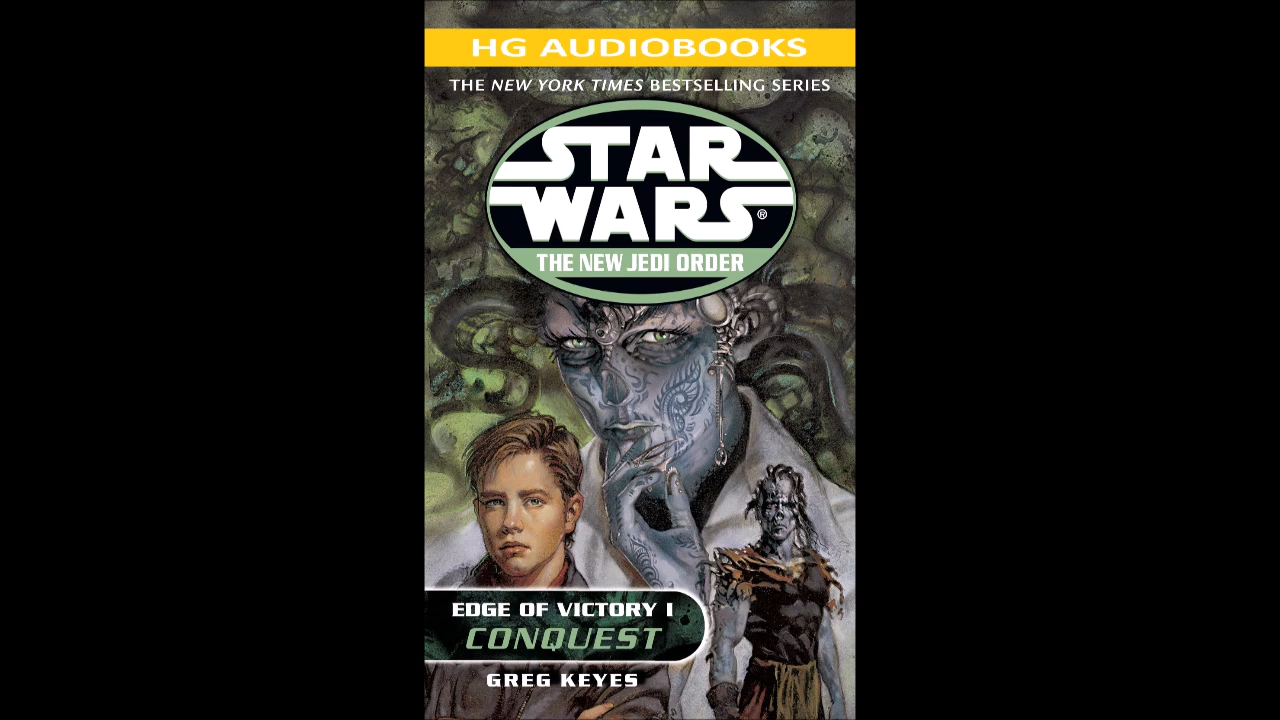 HG AUDIOBOOKS
THE NEW YORK TIMES BESTSELLING SERIES
STAR
WARS®
THE NEW JEDI ORDER
EDGE OF VICTORY I
CONQUEST
GREG KEYES